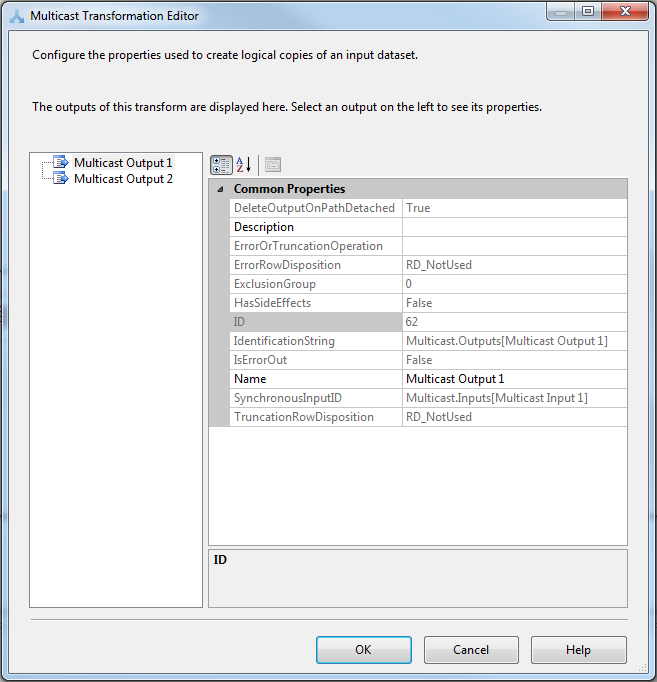 Multicast Transformation Editor
Configure the properties used to create logical copies of an input dataset.
The outputs of this transform are displayed here. Select an output on the left to see its properties.
Multicast Output 1
Multicast Output 2
A Z
Common Properties
DeleteOutputOnPathDetached True
Description
ErrorOrTruncationOperation
ErrorRowDisposition RD_NotUsed
ExclusionGroup 0
HasSideEffects False
ID 62
IdentificationString Multicast.Outputs[Multicast Output 1]
IsErrorOut False
Name Multicast Output 1
SynchronousInputID Multicast.Inputs[Multicast Input 1]
TruncationRowDisposition RD_NotUsed
ID
OK Cancel Help